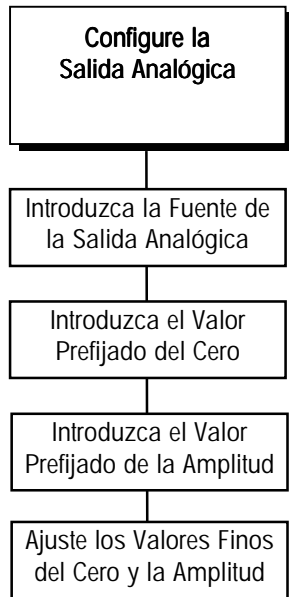 Configure la
Salida Analógica
Introduzca la Fuente de
la Salida Analógica
Introduzca el Valor
Prefijado del Cero
Introduzca el Valor
Prefijado de la Amplitud
Ajuste los Valores Finos
del Cero y la Amplitud